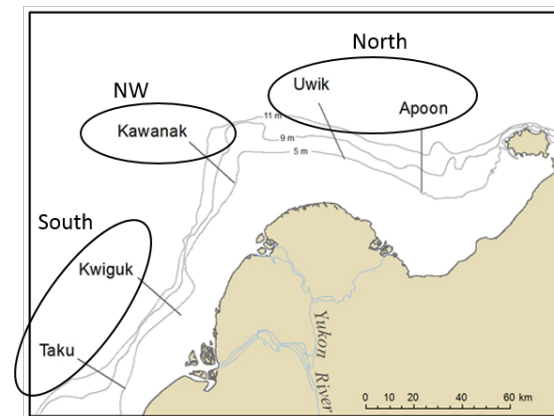 North
Uwik
NW
Apoon
Kawanak
11 m
9 m
5 m
South
Kwiguk
Taku
Yukon
River
0 10 20 40 60 km